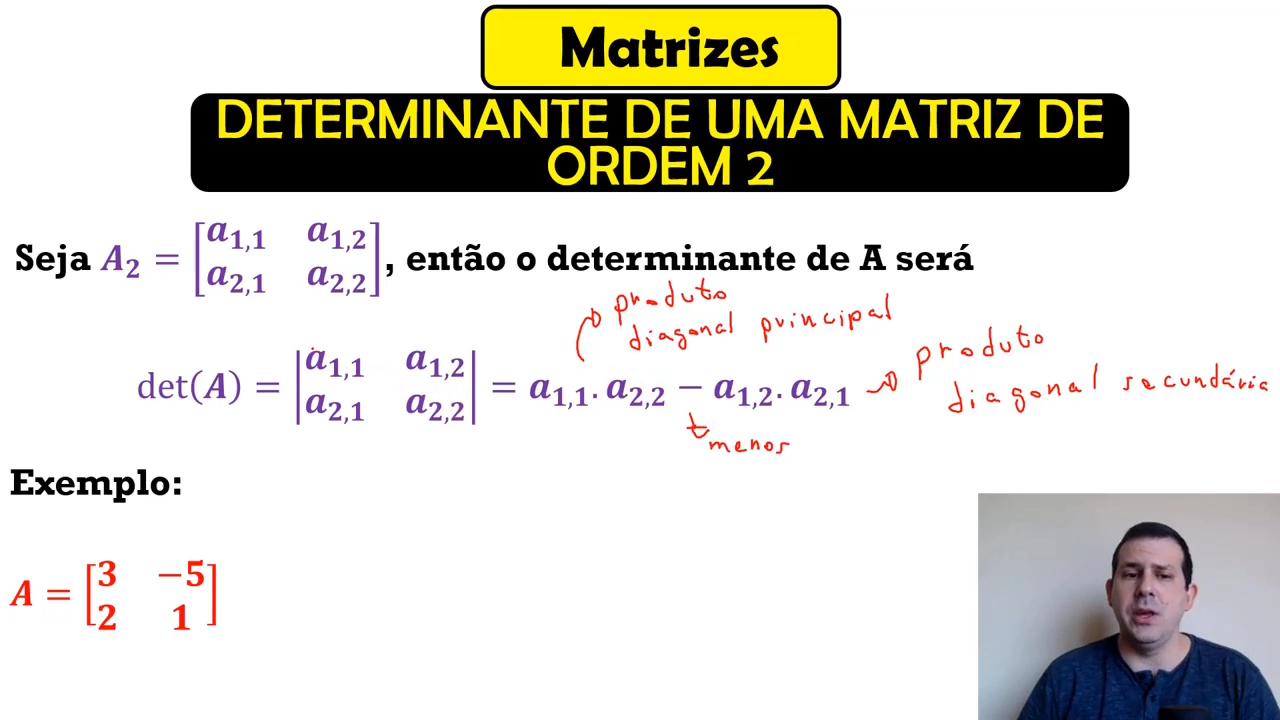 Matrizes
DETERMINANTE DE UMA MATRIZ DE
ORDEM 2
Seja A₂ = [a₁,₁ a₁,₂
a₂,₁ a₂,₂], então o determinante de A será
produto
diagonal principal
produto
diagonal secundária
det(A) = |a₁,₁ a₁,₂
a₂,₁ a₂,₂| = a₁,₁. a₂,₂ − a₁,₂. a₂,₁
menos
Exemplo:
A = [3 −5
2 1]